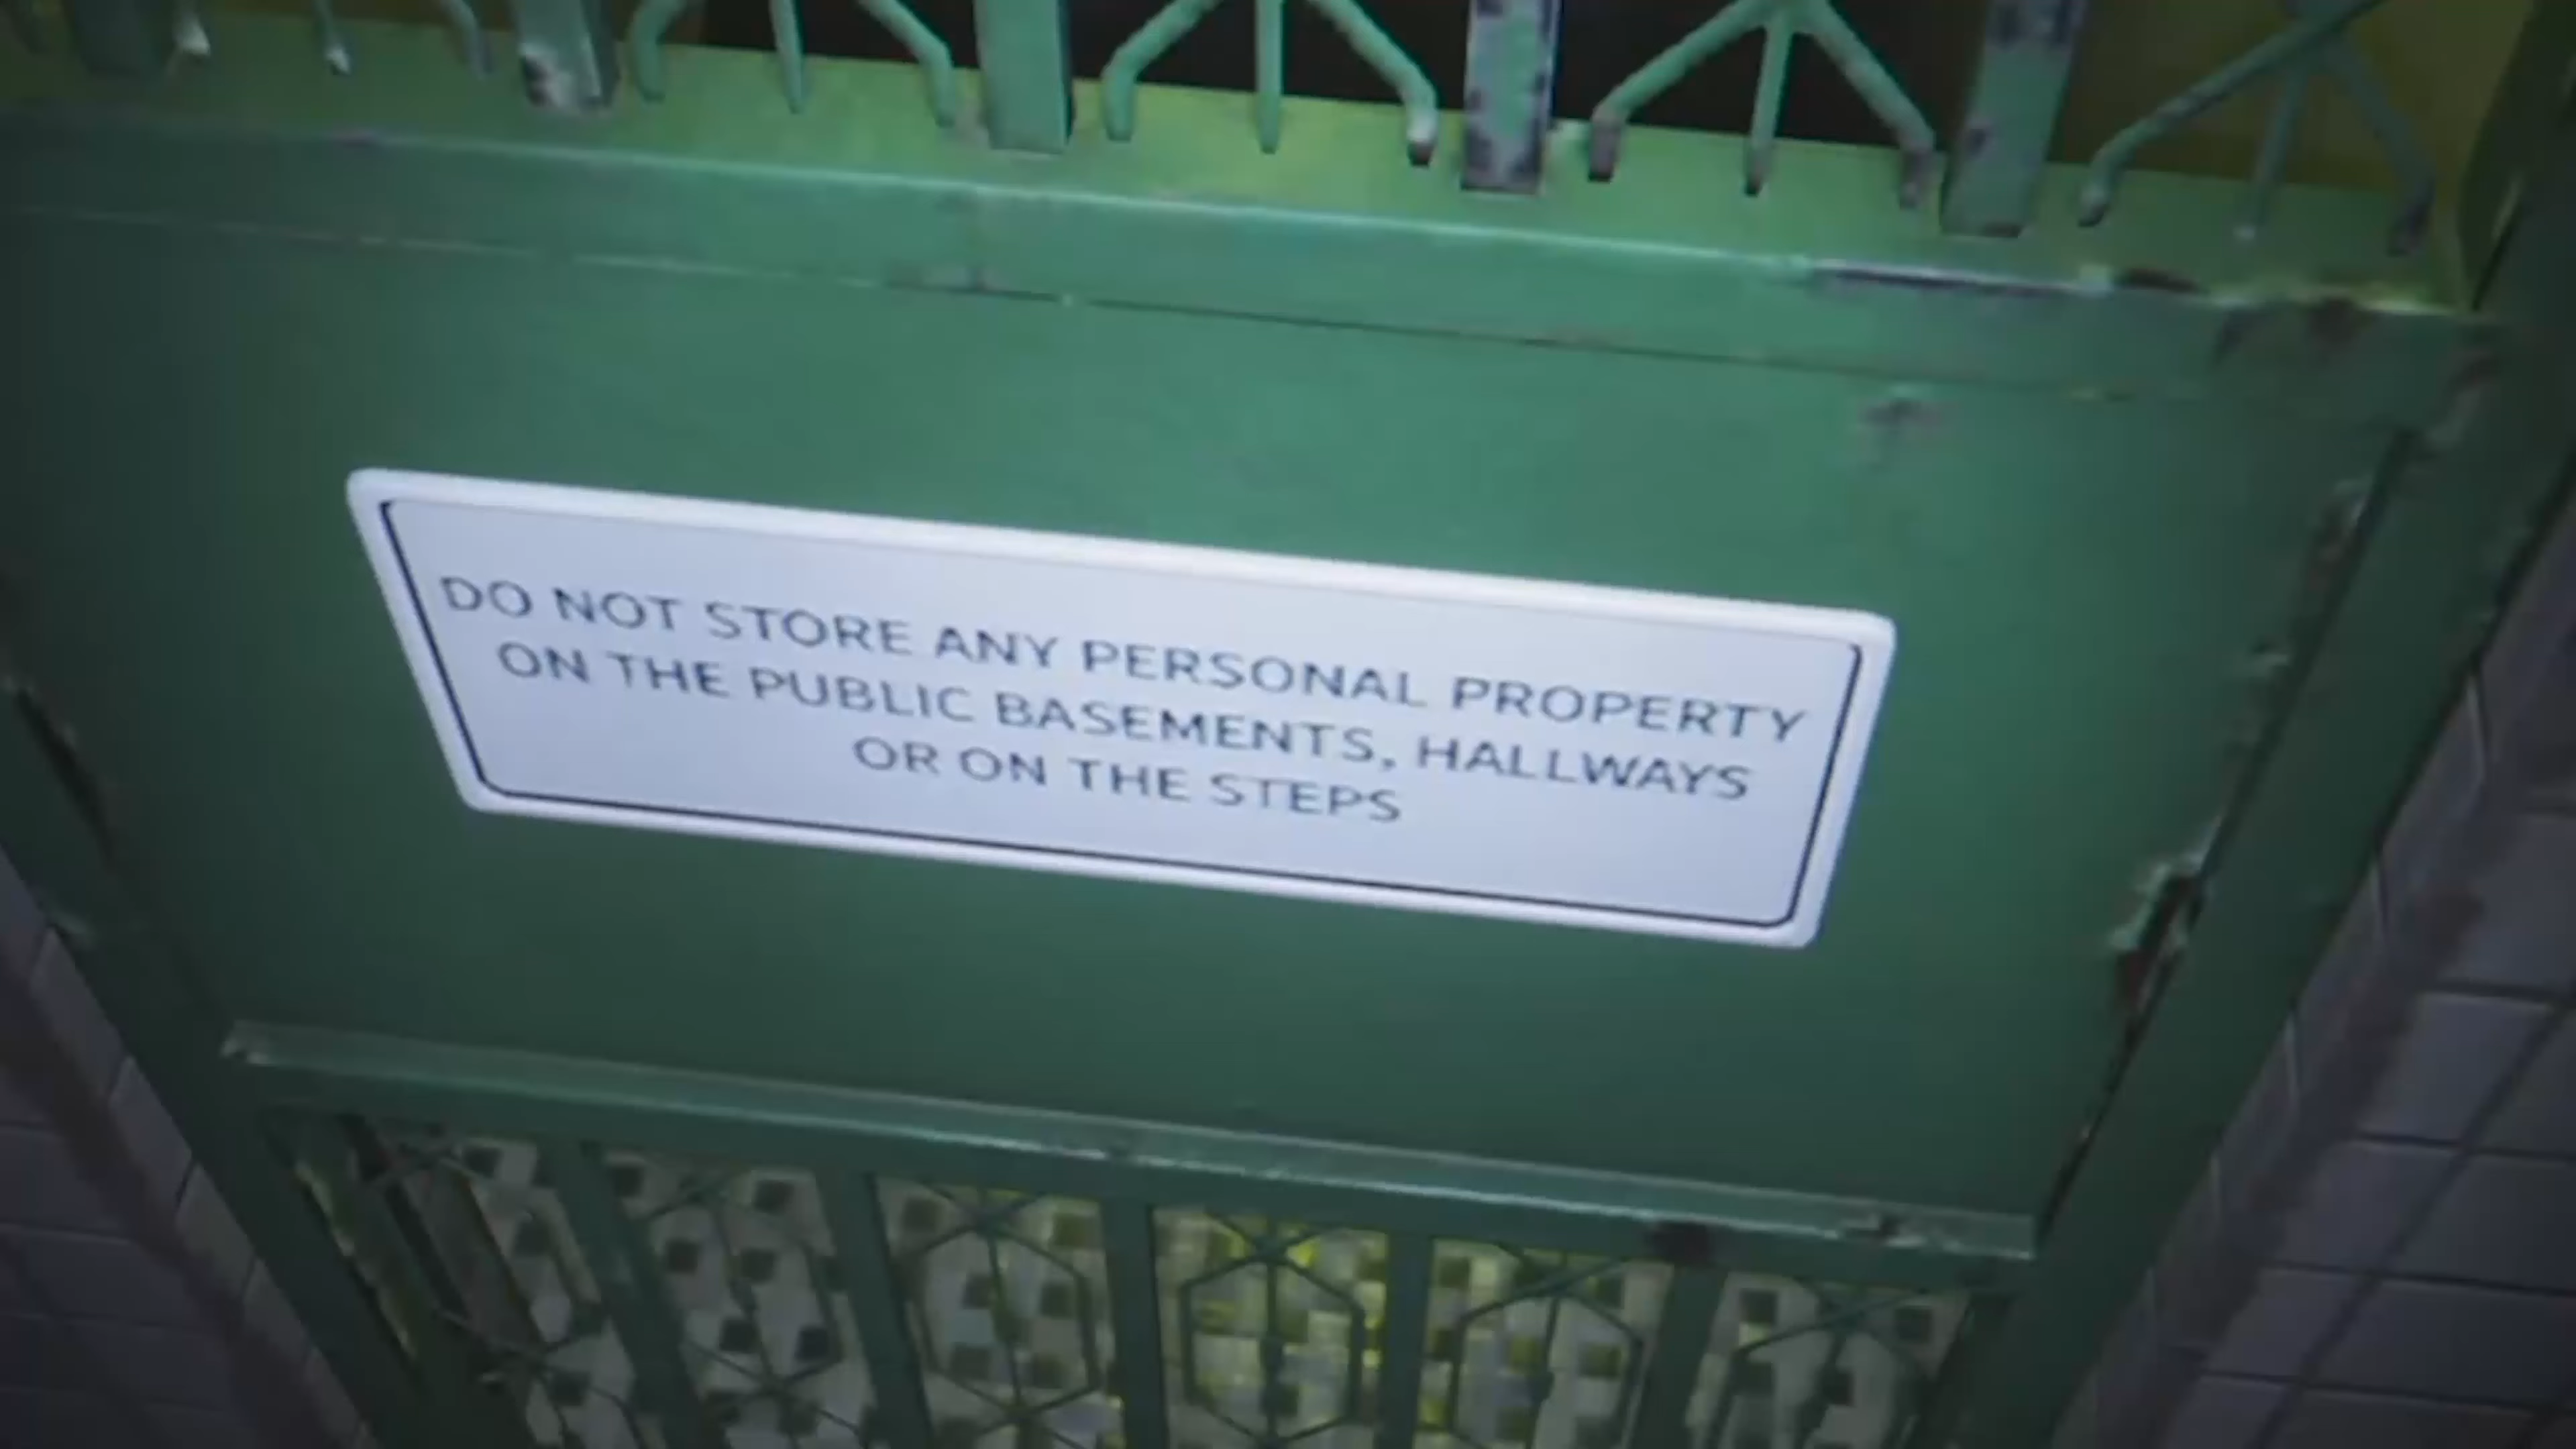 DO NOT STORE ANY PERSONAL PROPERTY
ON THE PUBLIC BASEMENTS, HALLWAYS
OR ON THE STEPS